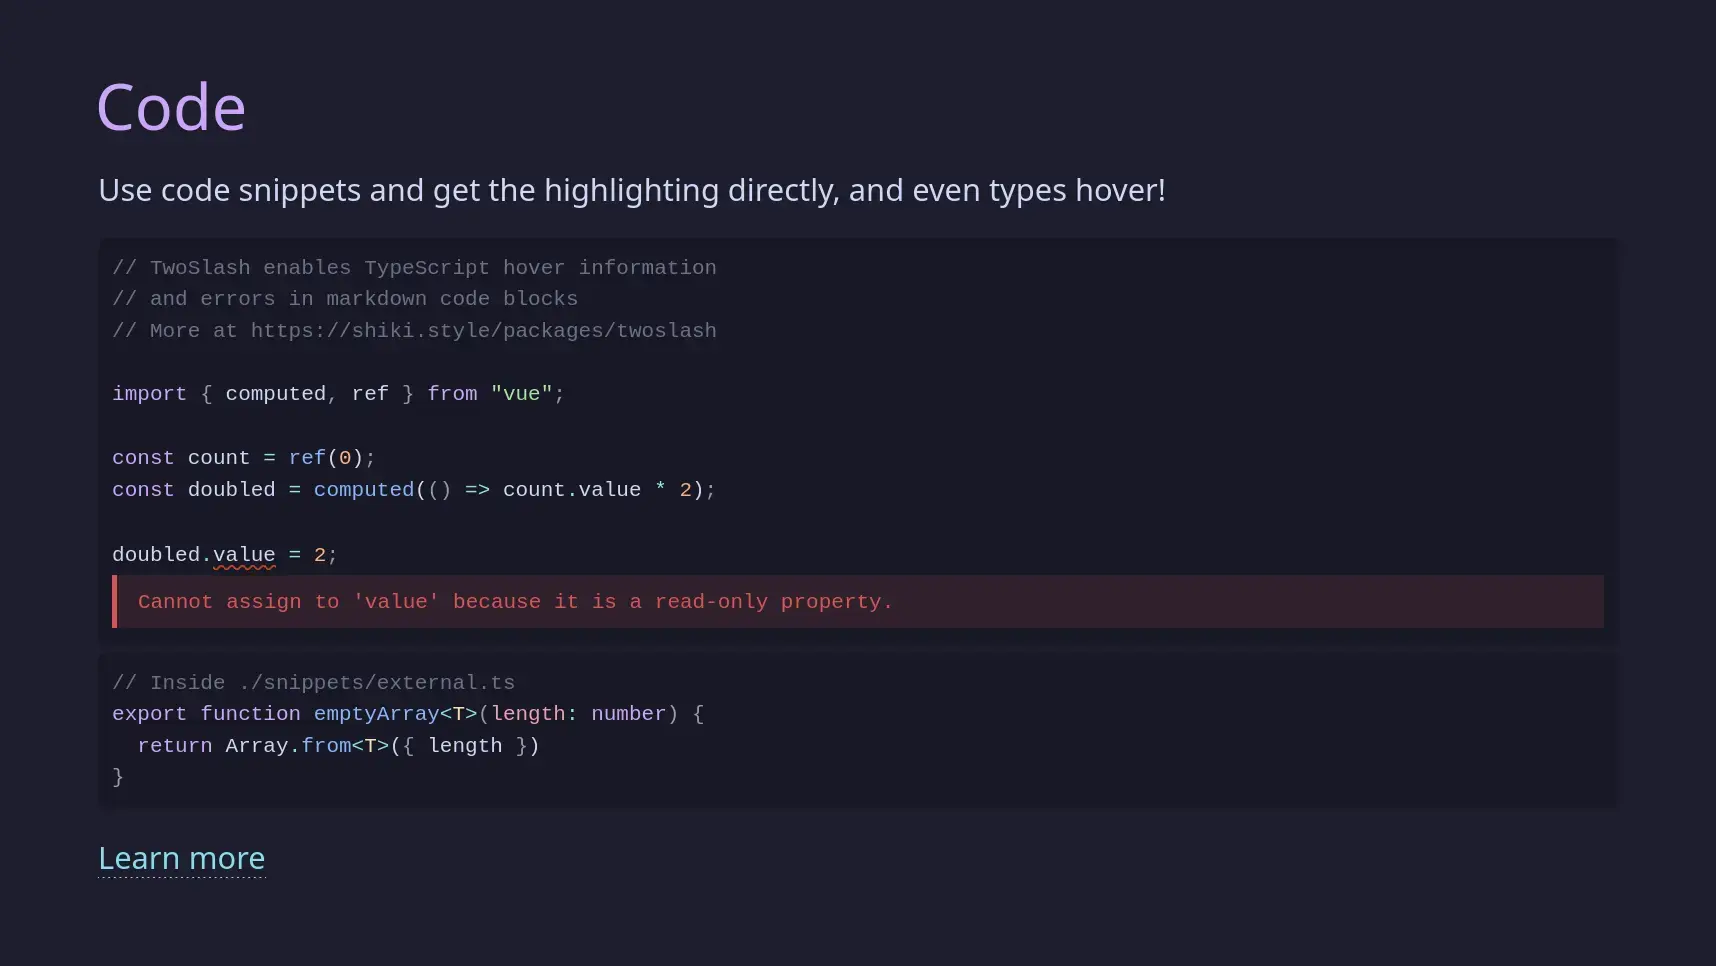 Code
Use code snippets and get the highlighting directly, and even types hover!
// TwoSlash enables TypeScript hover information
// and errors in markdown code blocks
// More at https://shiki.style/packages/twoslash
import { computed, ref } from "vue";
const count = ref(0);
const doubled = computed(() => count.value * 2);
doubled.value = 2;
Cannot assign to 'value' because it is a read-only property.
// Inside ./snippets/external.ts
export function emptyArray<T>(length: number) {
  return Array.from<T>({ length })
}
Learn more